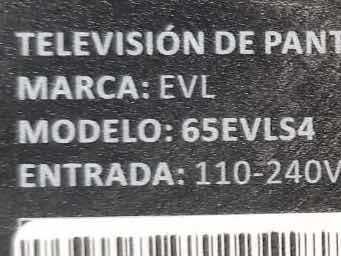 TELEVISIÓN DE PANT
MARCA: EVL
MODELO: 65EVLS4
ENTRADA: 110-240V